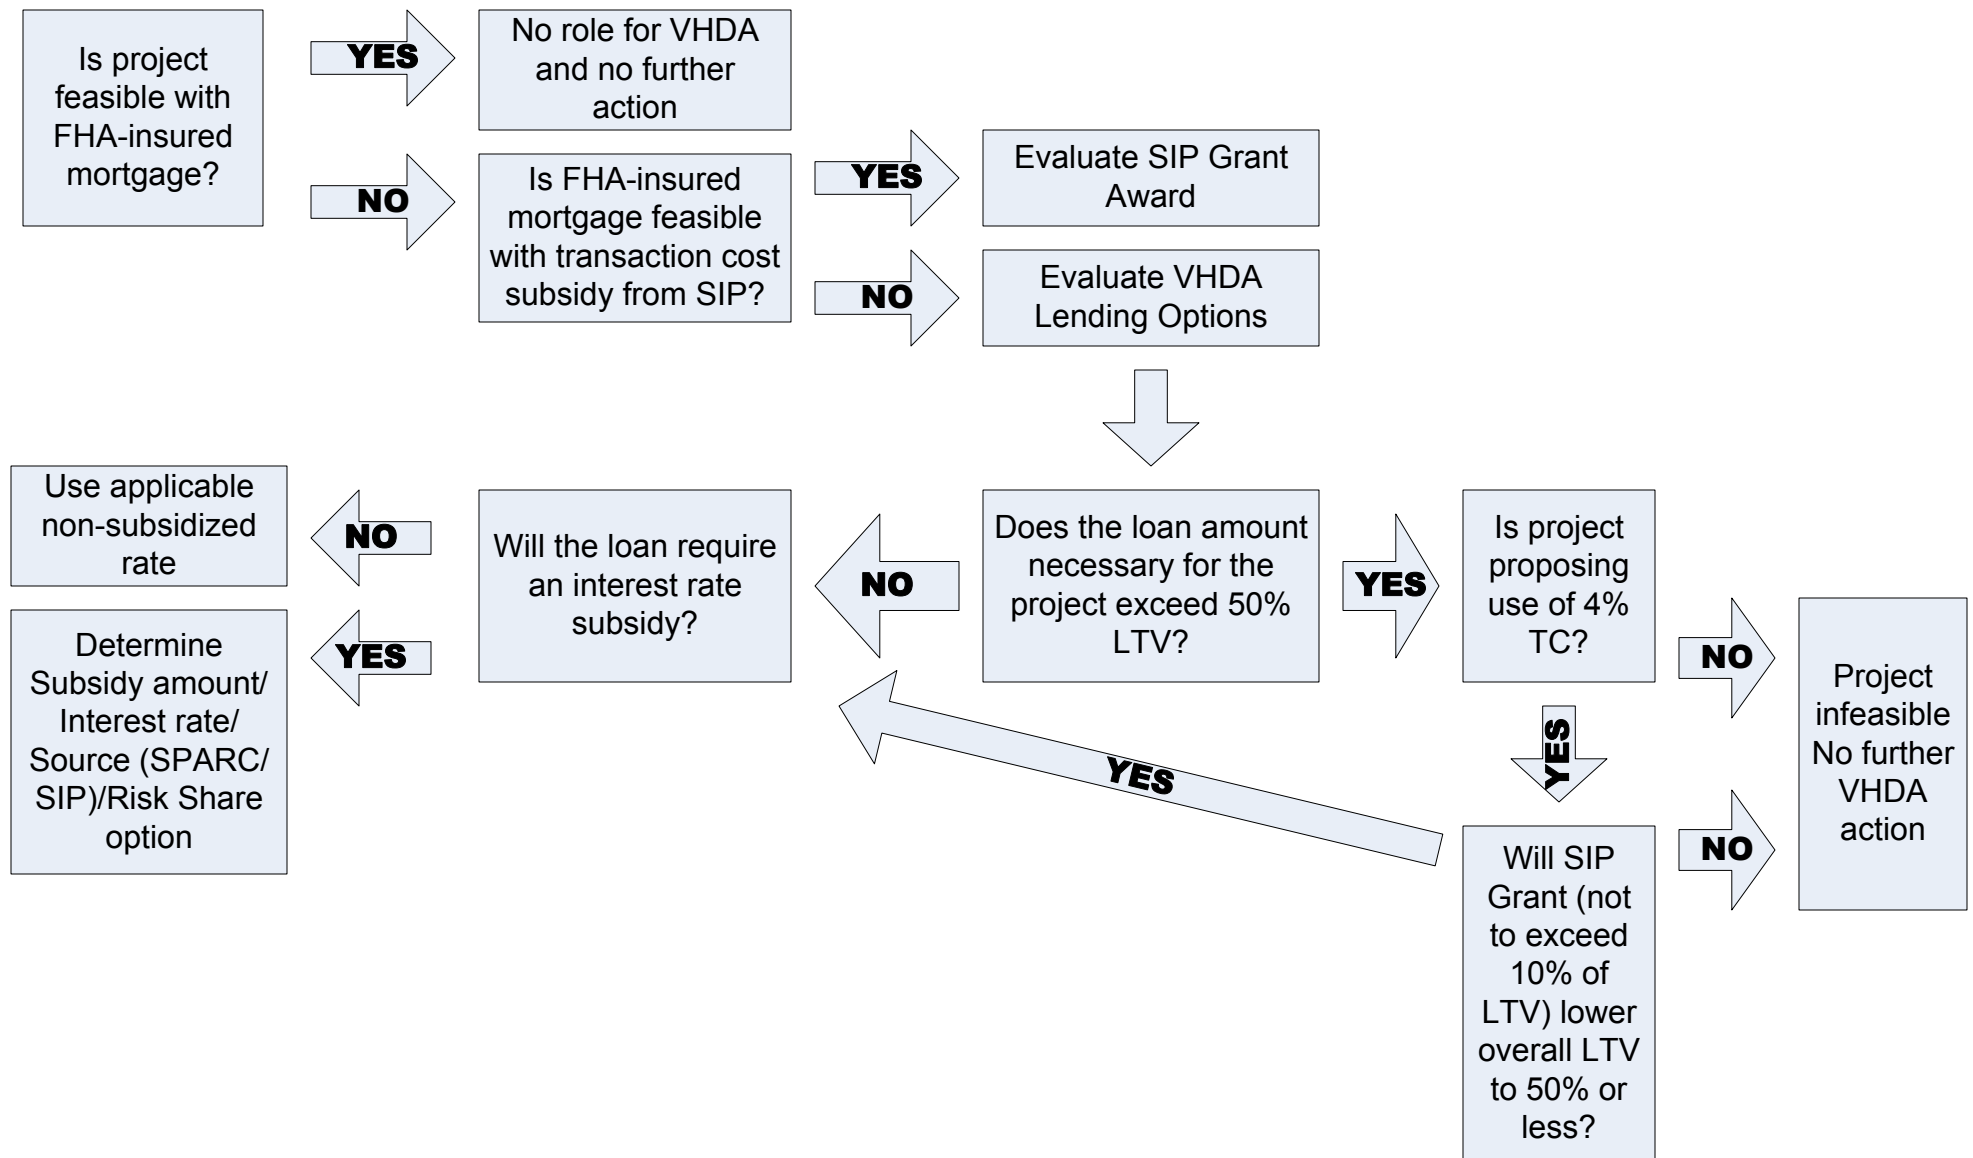 Is project
feasible with
FHA-insured
mortgage?
YES
No role for VHDA
and no further
action
NO
Is FHA-insured
mortgage feasible
with transaction cost
subsidy from SIP?
YES
Evaluate SIP Grant
Award
NO
Evaluate VHDA
Lending Options
Does the loan amount
necessary for the
project exceed 50%
LTV?
NO
Will the loan require
an interest rate
subsidy?
NO
Use applicable
non-subsidized
rate
YES
Determine
Subsidy amount/
Interest rate/
Source (SPARC/
SIP)/Risk Share
option
YES
Is project
proposing
use of 4%
TC?
NO
Project
infeasible
No further
VHDA
action
YES
Will SIP
Grant (not
to exceed
10% of
LTV) lower
overall LTV
to 50% or
less?
NO
YES